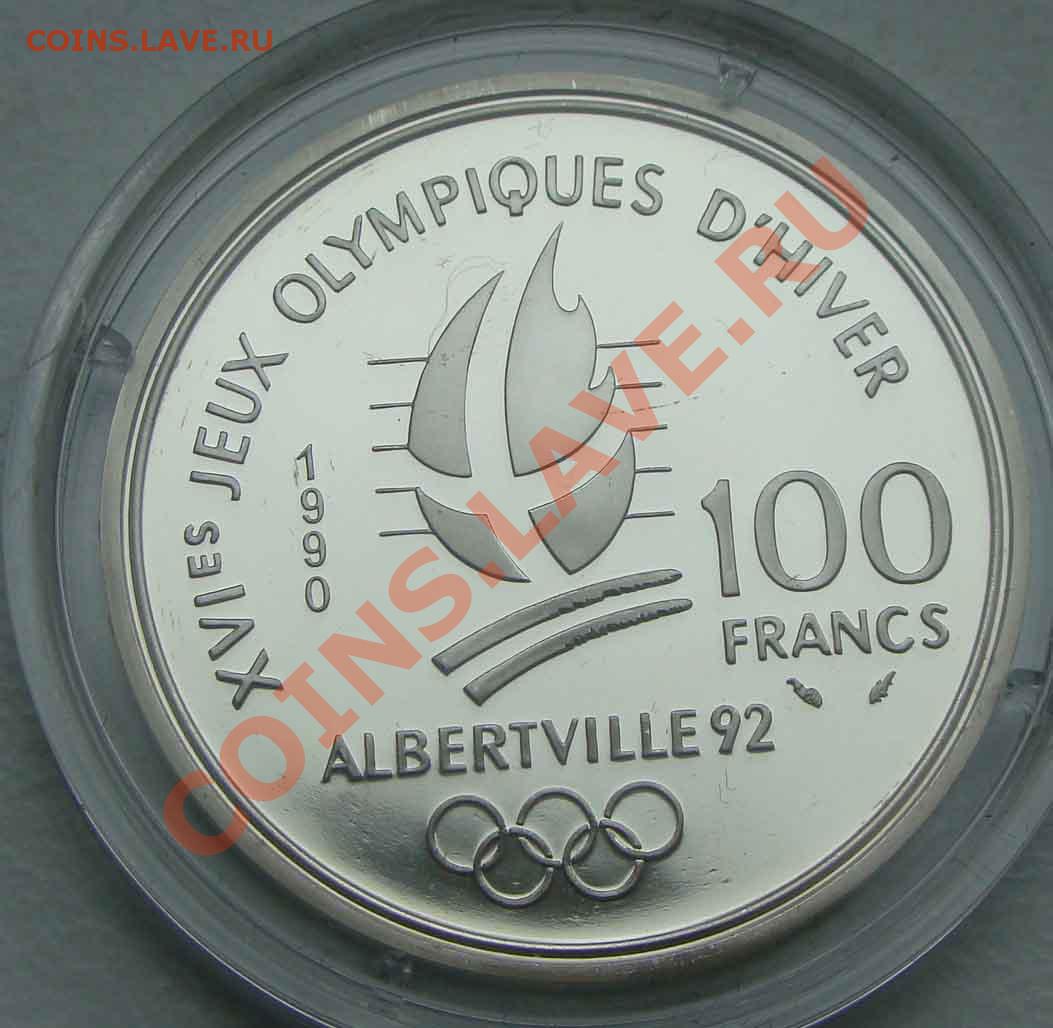 COINS.LAVE.RU
XVIES JEUX OLYMPIQUES D'HIVER
1990
100
FRANCS
ALBERTVILLE 92
COINS.LAVE.RU